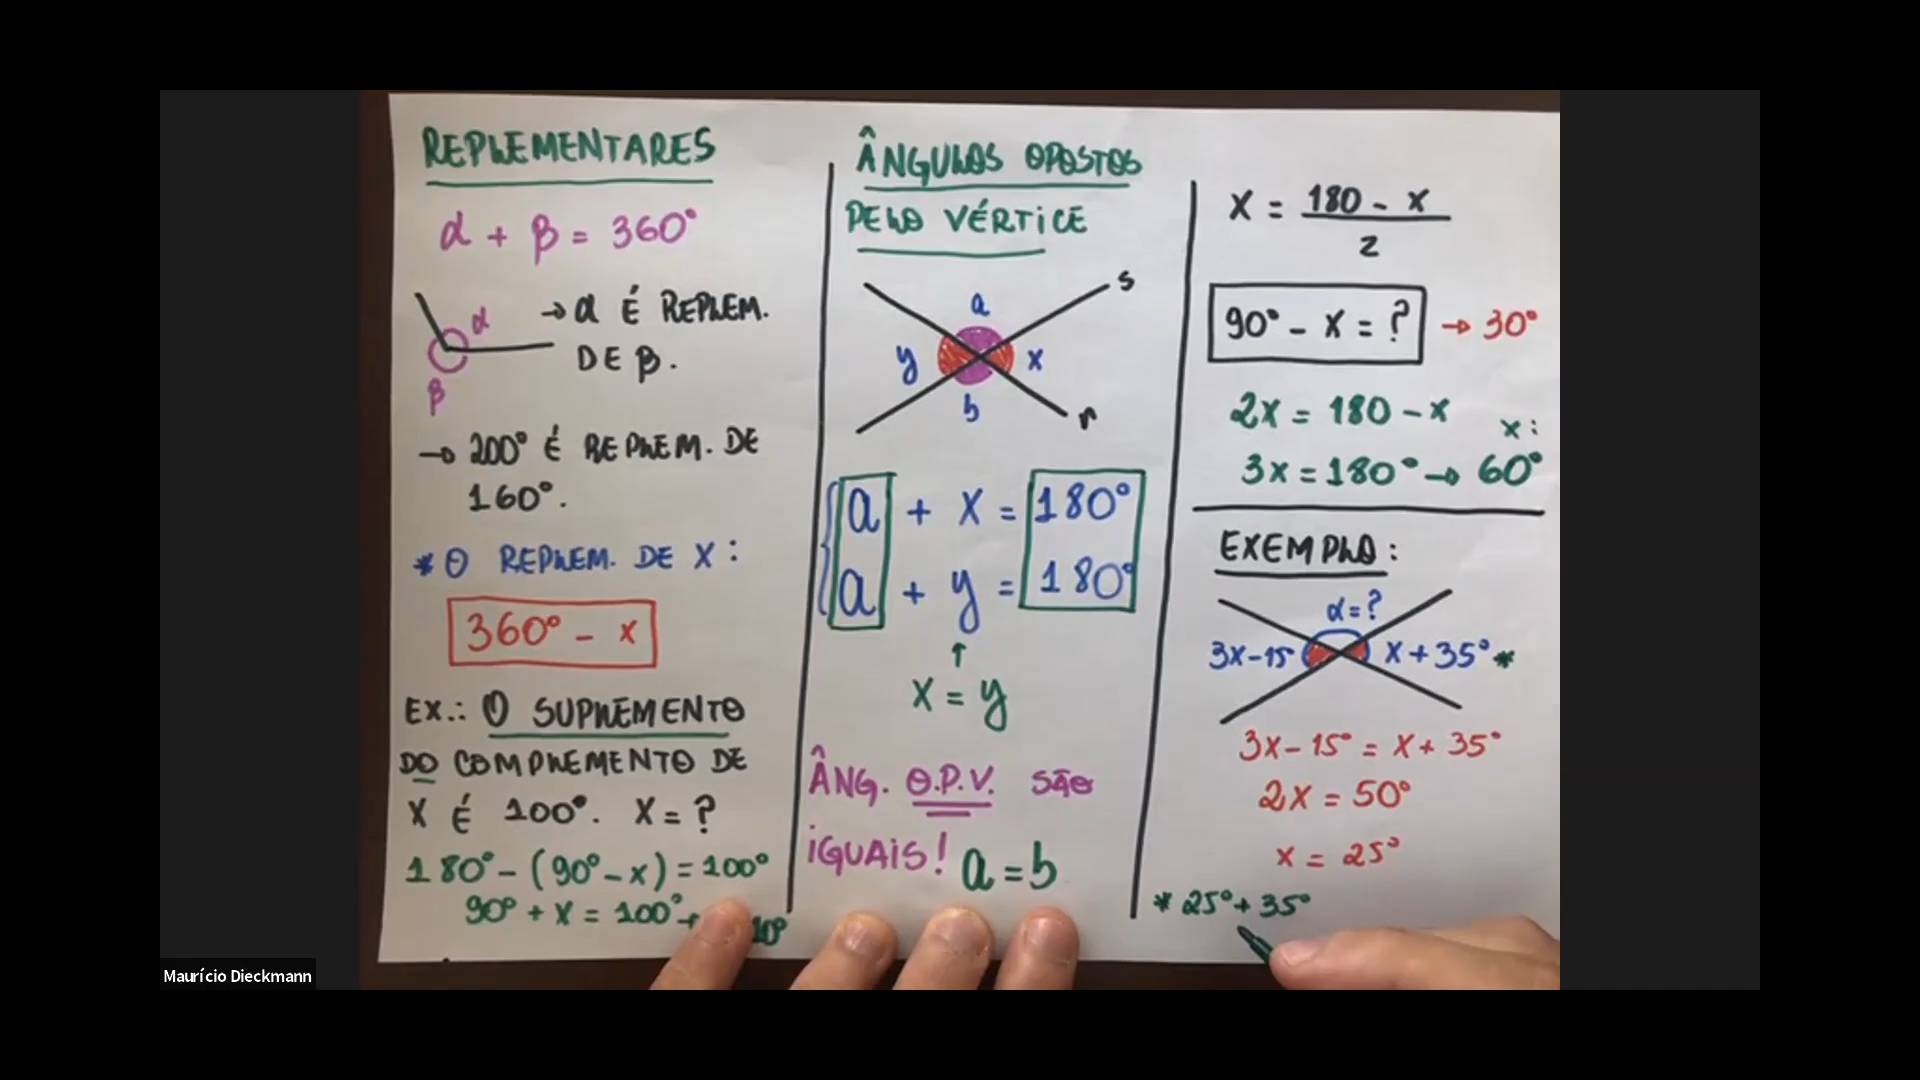 REPLEMENTARES
α + β = 360°
α
β
→ α É REPLEM.
DE β.
→ 200° É REPLEM. DE
160°.
* O REPLEM. DE X:
360° - x
EX.: O SUPLEMENTO
DO COMPLEMENTO DE
X É 100°. X = ?
180° - (90° - x) = 100°
90° + x = 100°
10°
ÂNGULOS OPOSTOS
PELO VÉRTICE
s
a
y
x
b
r
a + x = 180°
a + y = 180°
↑
x = y
ÂNG. O.P.V. SÃO
IGUAIS! a = b
X = 180 - X
2
90° - X = ? → 30°
2x = 180 - x
x:
3x = 180° → 60°
EXEMPLO:
α = ?
3x - 15 x + 35° *
3x - 15° = x + 35°
2x = 50°
x = 25°
* 25° + 35°
Maurício Dieckmann